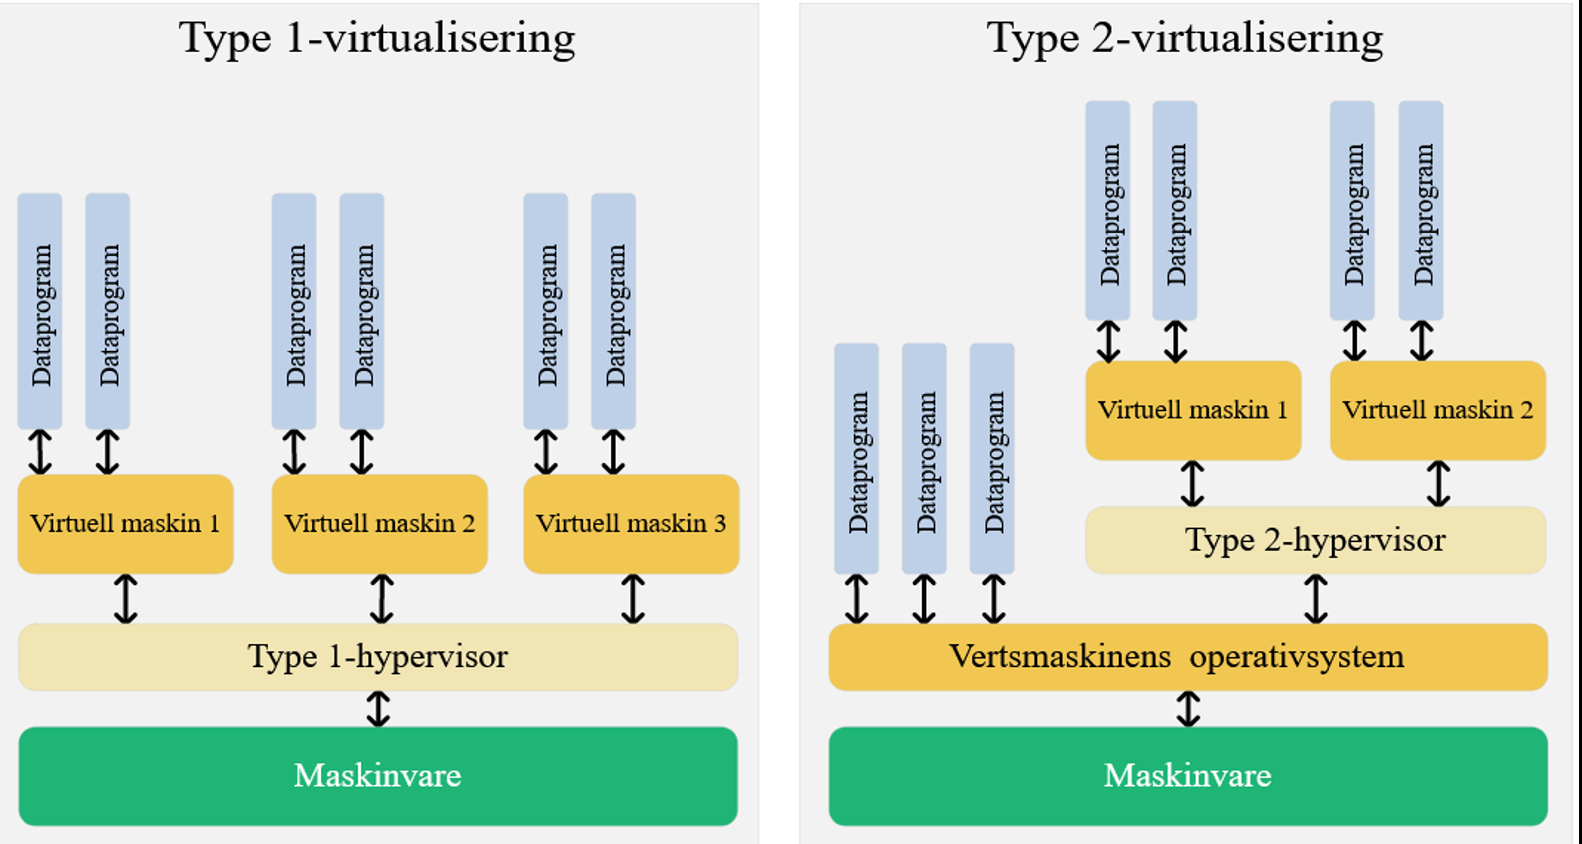 Type 1-virtualisering
Dataprogram
Dataprogram
Dataprogram
Dataprogram
Dataprogram
Dataprogram
Virtuell maskin 1
Virtuell maskin 2
Virtuell maskin 3
Type 1-hypervisor
Maskinvare
Type 2-virtualisering
Dataprogram
Dataprogram
Dataprogram
Dataprogram
Virtuell maskin 1
Virtuell maskin 2
Dataprogram
Dataprogram
Dataprogram
Type 2-hypervisor
Vertsmaskinens operativsystem
Maskinvare